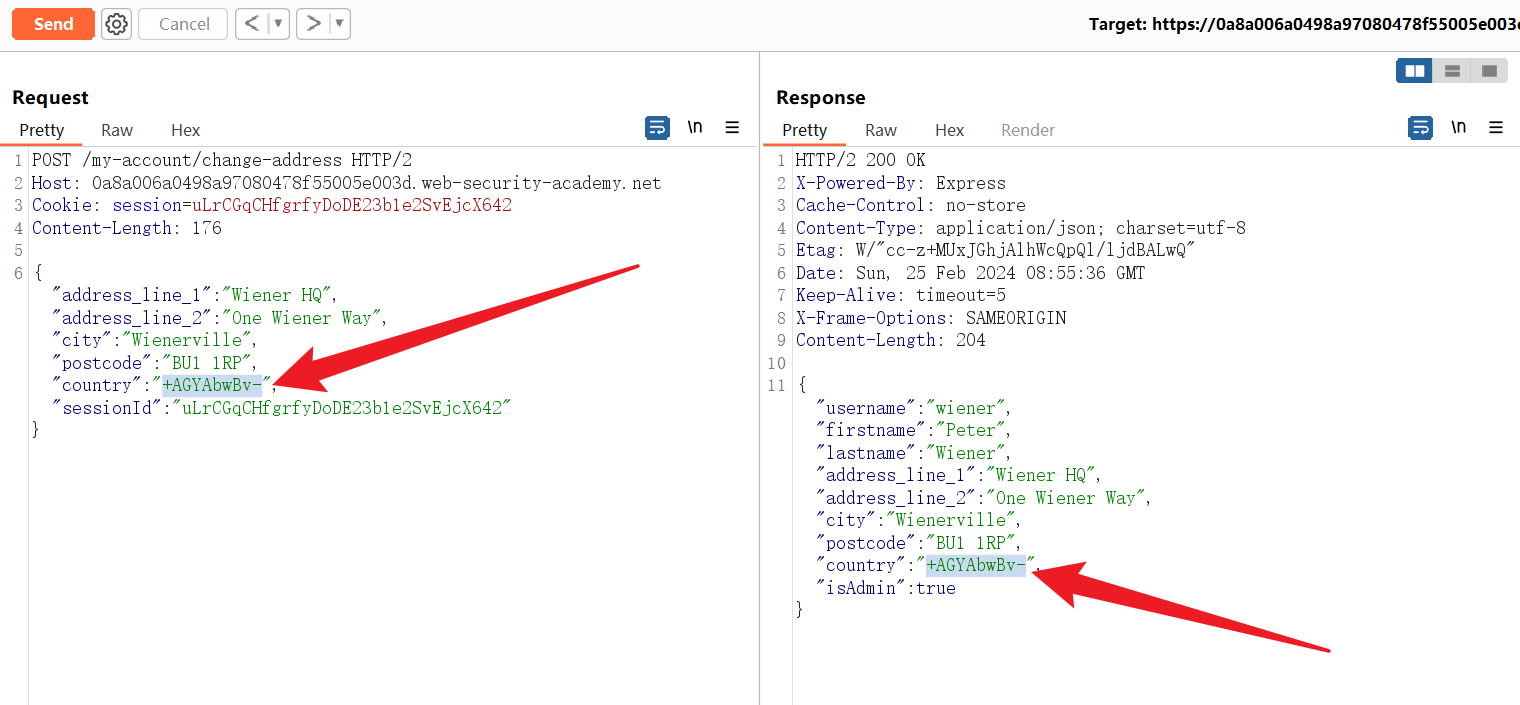 Send
Cancel
<
>
Target: https://0a8a006a0498a97080478f55005e003
Request
Pretty
Raw
Hex
\n
1 POST /my-account/change-address HTTP/2
2 Host: 0a8a006a0498a97080478f55005e003d.web-security-academy.net
3 Cookie: session=uLrCGqCHfgrfyDoDE23b1e2SvEjcX642
4 Content-Length: 176
5
6 {
"address_line_1":"Wiener HQ",
"address_line_2":"One Wiener Way",
"city":"Wienerville",
"postcode":"BU1 1RP",
"country":"+AGYAbwBv-",
"sessionId":"uLrCGqCHfgrfyDoDE23b1e2SvEjcX642"
}
Response
Pretty
Raw
Hex
Render
\n
1 HTTP/2 200 OK
2 X-Powered-By: Express
3 Cache-Control: no-store
4 Content-Type: application/json; charset=utf-8
5 Etag: W/"cc-z+MUxJGhjAlhWcQpQl/ljdBALwQ"
6 Date: Sun, 25 Feb 2024 08:55:36 GMT
7 Keep-Alive: timeout=5
8 X-Frame-Options: SAMEORIGIN
9 Content-Length: 204
10
11 {
"username":"wiener",
"firstname":"Peter",
"lastname":"Wiener",
"address_line_1":"Wiener HQ",
"address_line_2":"One Wiener Way",
"city":"Wienerville",
"postcode":"BU1 1RP",
"country":"+AGYAbwBv-",
"isAdmin":true
}